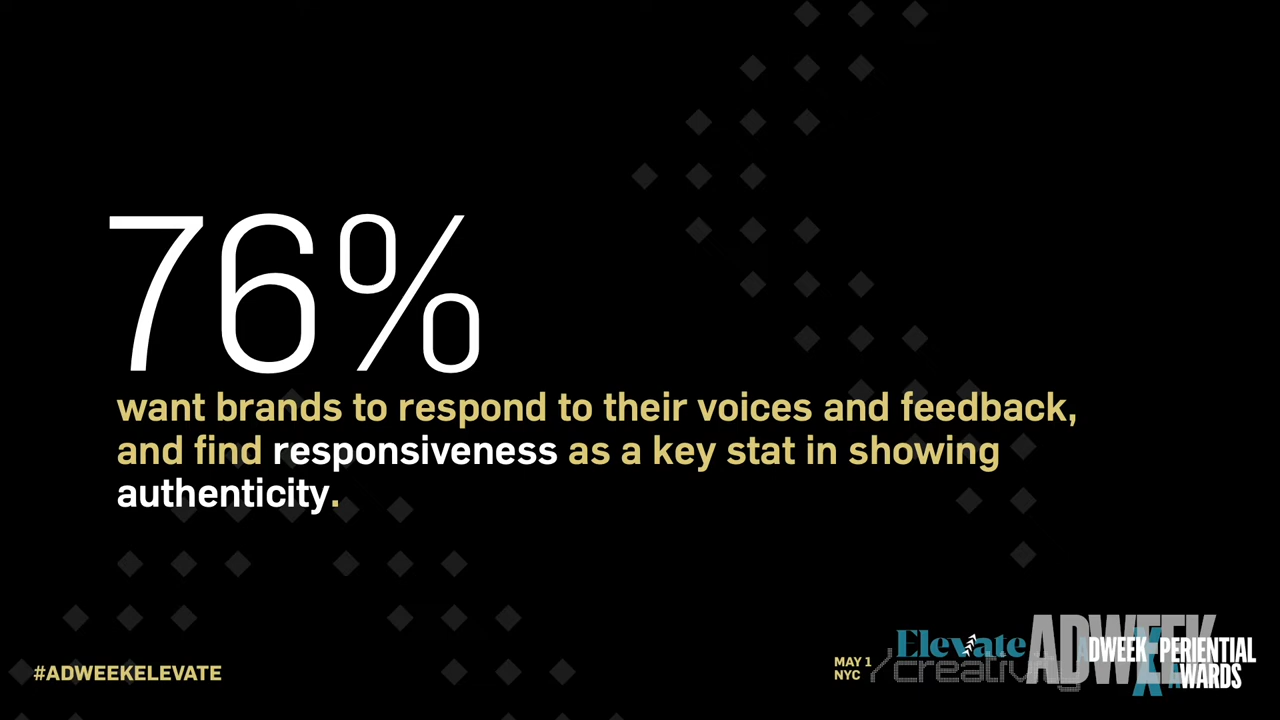 76%
want brands to respond to their voices and feedback,
and find responsiveness as a key stat in showing
authenticity.
#ADWEEKELEVATE
MAY 1
NYC
Elevate
/creativity
ADWEEK
ADWEEK XPERIENTIAL
AWARDS